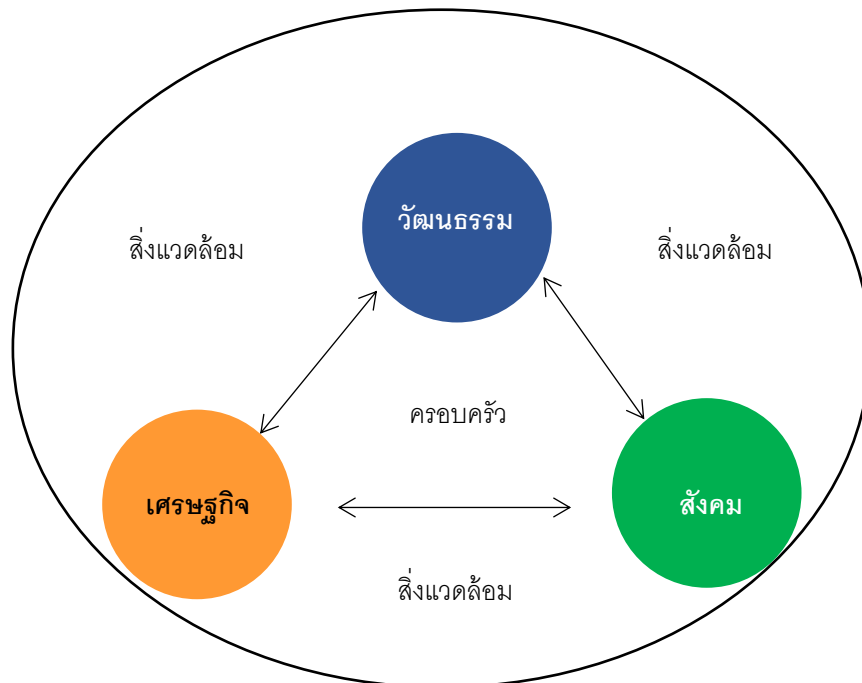 วัฒนธรรม
สิ่งแวดล้อม
สิ่งแวดล้อม
ครอบครัว
เศรษฐกิจ
สังคม
สิ่งแวดล้อม